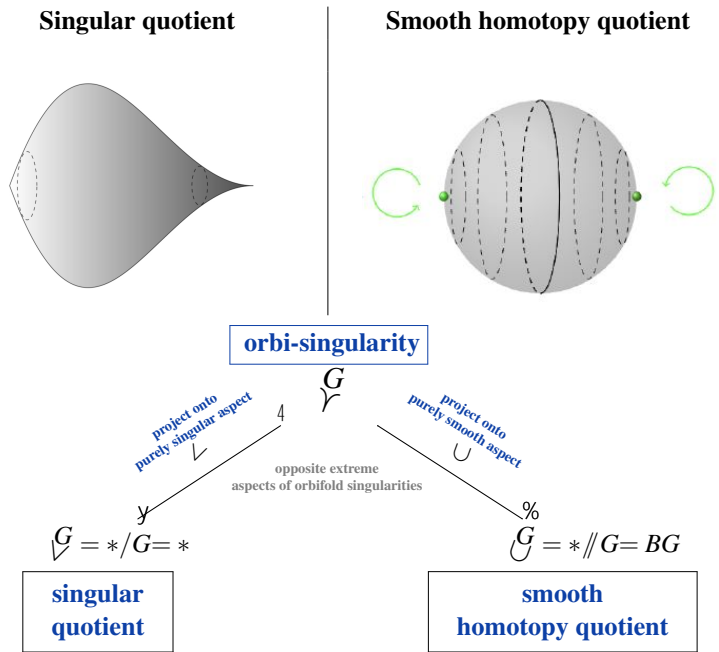 Singular quotient
Smooth homotopy quotient
orbi-singularity
G
project onto
purely singular aspect
4
project onto
purely smooth aspect
∪
opposite extreme
aspects of orbifold singularities
y
%
G = ∗/G= ∗
G = ∗//G= BG
singular
quotient
smooth
homotopy quotient